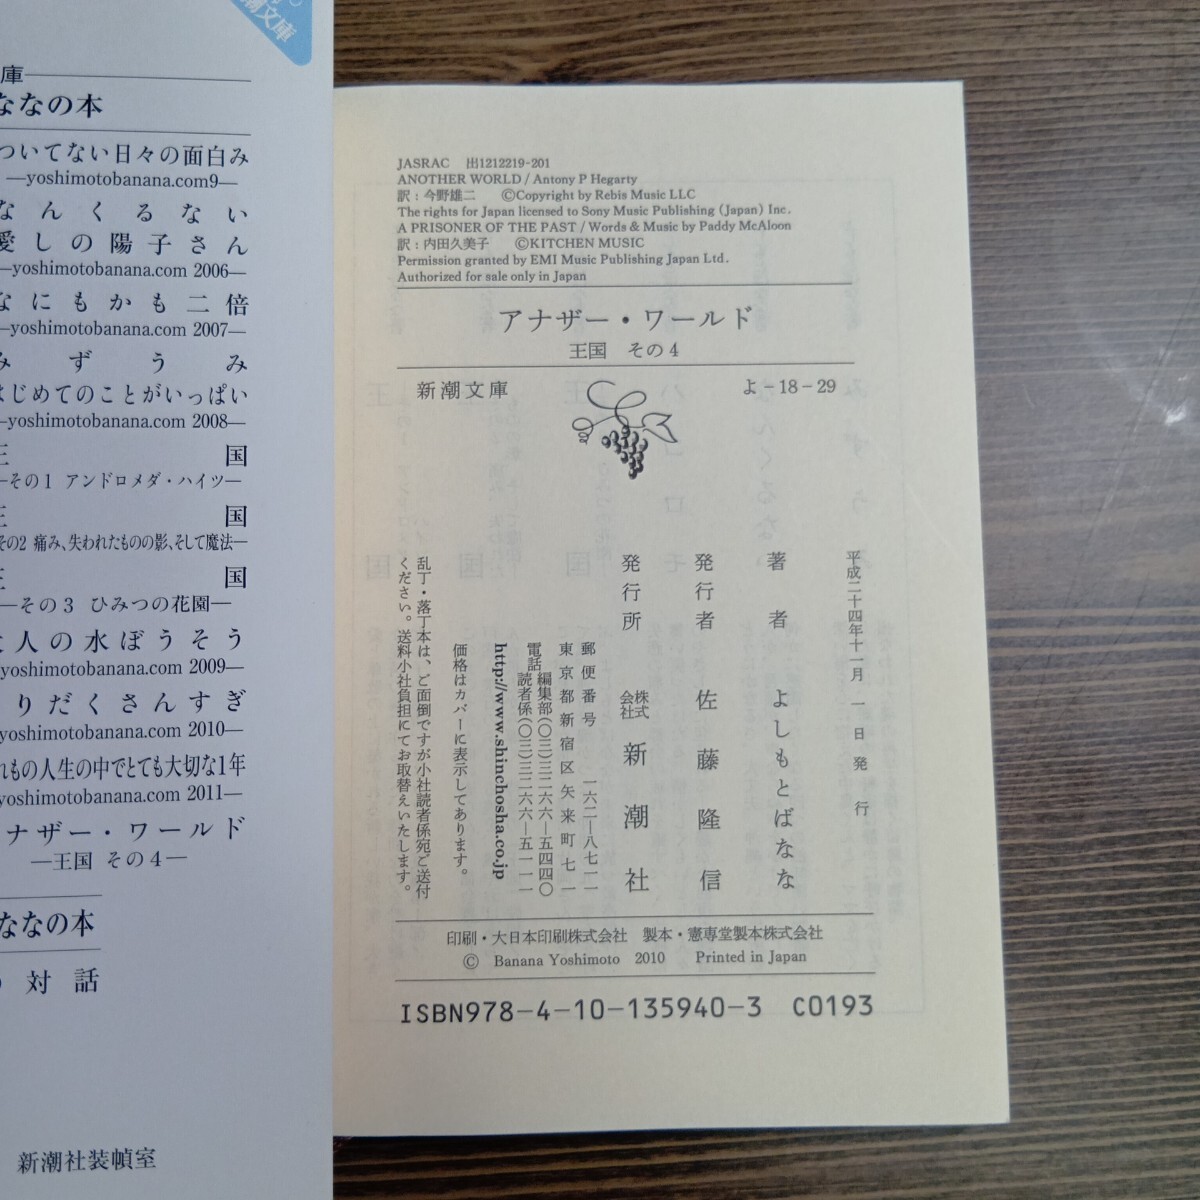 潮文庫
庫
ななの本
ついてない日々の面白み
—yoshimotobanana.com9—
なんくるない
愛しの陽子さん
—yoshimotobanana.com 2006—
なにもかも二倍
—yoshimotobanana.com 2007—
みずうみ
はじめてのことがいっぱい
—yoshimotobanana.com 2008—
王国
—その1 アンドロメダ・ハイツ—
王国
その2 痛み、失われたものの影、そして魔法—
王国
—その3 ひみつの花園—
大人の水ぼうそう
yoshimotobanana.com 2009—
りだくさんすぎ
yoshimotobanana.com 2010—
れもの人生の中でとても大切な1年
yoshimotobanana.com 2011—
アナザー・ワールド
—王国 その4—
ななの本
対話
新潮社装幀室
JASRAC 出1212219-201
ANOTHER WORLD / Antony P Hegarty
訳：今野雄二 ©Copyright by Rebis Music LLC
The rights for Japan licensed to Sony Music Publishing (Japan) Inc.
A PRISONER OF THE PAST / Words & Music by Paddy McAloon
訳：内田久美子 ©KITCHEN MUSIC
Permission granted by EMI Music Publishing Japan Ltd.
Authorized for sale only in Japan
アナザー・ワールド
王国 その4
新潮文庫 よ-18-29
平成二十四年十一月一日発行
著者 よしもとばなな
発行者 佐藤隆信
発行所 株式会社 新潮社
郵便番号 一六二―八七一一
東京都新宿区矢来町七一
電話 編集部(〇三)三二六六―五四四〇
読者係(〇三)三二六六―五一一一
http://www.shinchosha.co.jp
価格はカバーに表示してあります。
乱丁・落丁本は、ご面倒ですが小社読者係宛ご送付
ください。送料小社負担にてお取替えいたします。
印刷・大日本印刷株式会社 製本・憲専堂製本株式会社
© Banana Yoshimoto 2010 Printed in Japan
ISBN978-4-10-135940-3 C0193